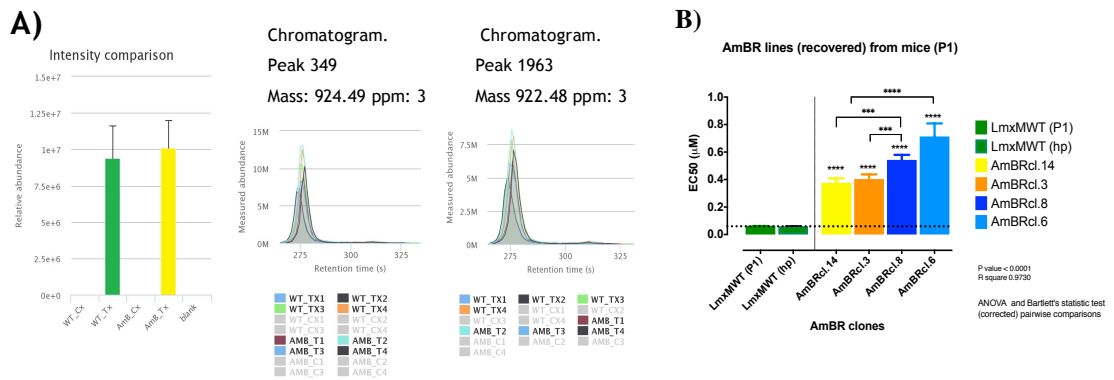 A)
Intensity comparison
Relative abundance
1.5e+7
1.25e+7
1e+7
7.5e+6
5e+6
2.5e+6
0e+0
WT_Cx
WT_Tx
AmB_Cx
AmB_Tx
blank
Chromatogram.
Peak 349
Mass: 924.49 ppm: 3
Measured abundance
15M
10M
5M
0M
275
300
325
Retention time (s)
WT_TX1 WT_TX2
WT_TX3 WT_TX4
WT_CX1 WT_CX2
WT_CX3 WT_CX4
AMB_T1 AMB_T2
AMB_T3 AMB_T4
AMB_C1 AMB_C2
AMB_C3 AMB_C4
Chromatogram.
Peak 1963
Mass 922.48 ppm: 3
Measured abundance
7.5M
5M
2.5M
0M
275
300
325
Retention time (s)
WT_TX1 WT_TX2 WT_TX3
WT_TX4 WT_CX1 WT_CX2
WT_CX3 WT_CX4 AMB_T1
AMB_T2 AMB_T3 AMB_T4
AMB_C1 AMB_C2 AMB_C3
AMB_C4
B)
AmBR lines (recovered) from mice (P1)
EC50 (µM)
1.0
0.8
0.6
0.4
0.2
0.0
****
***
***
****
****
****
****
LmxMWT (P1)
LmxMWT (hp)
AmBRcl.14
AmBRcl.3
AmBRcl.8
AmBRcl.6
AmBR clones
LmxMWT (P1)
LmxMWT (hp)
AmBRcl.14
AmBRcl.3
AmBRcl.8
AmBRcl.6
P value < 0.0001
R square 0.9730
ANOVA and Bartlett's statistic test
(corrected) pairwise comparisons